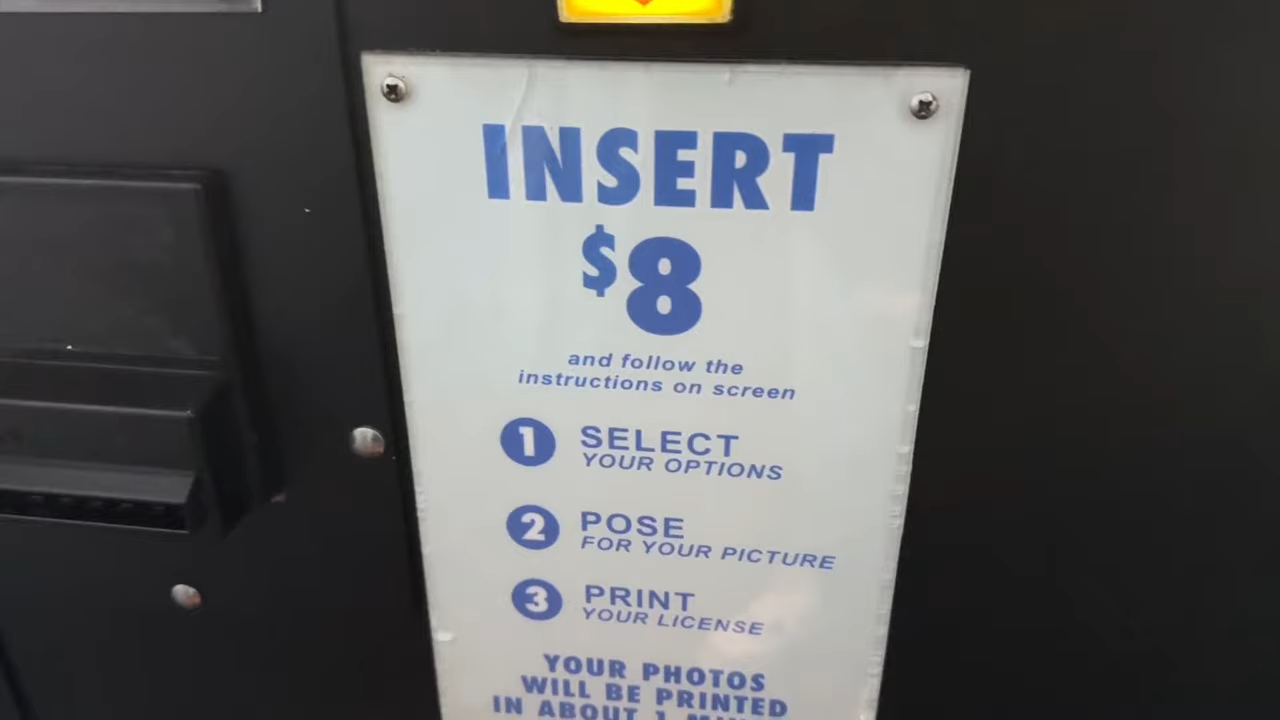 INSERT
$8
and follow the
instructions on screen
1 SELECT
YOUR OPTIONS
2 POSE
FOR YOUR PICTURE
3 PRINT
YOUR LICENSE
YOUR PHOTOS
WILL BE PRINTED
IN ABOUT 1